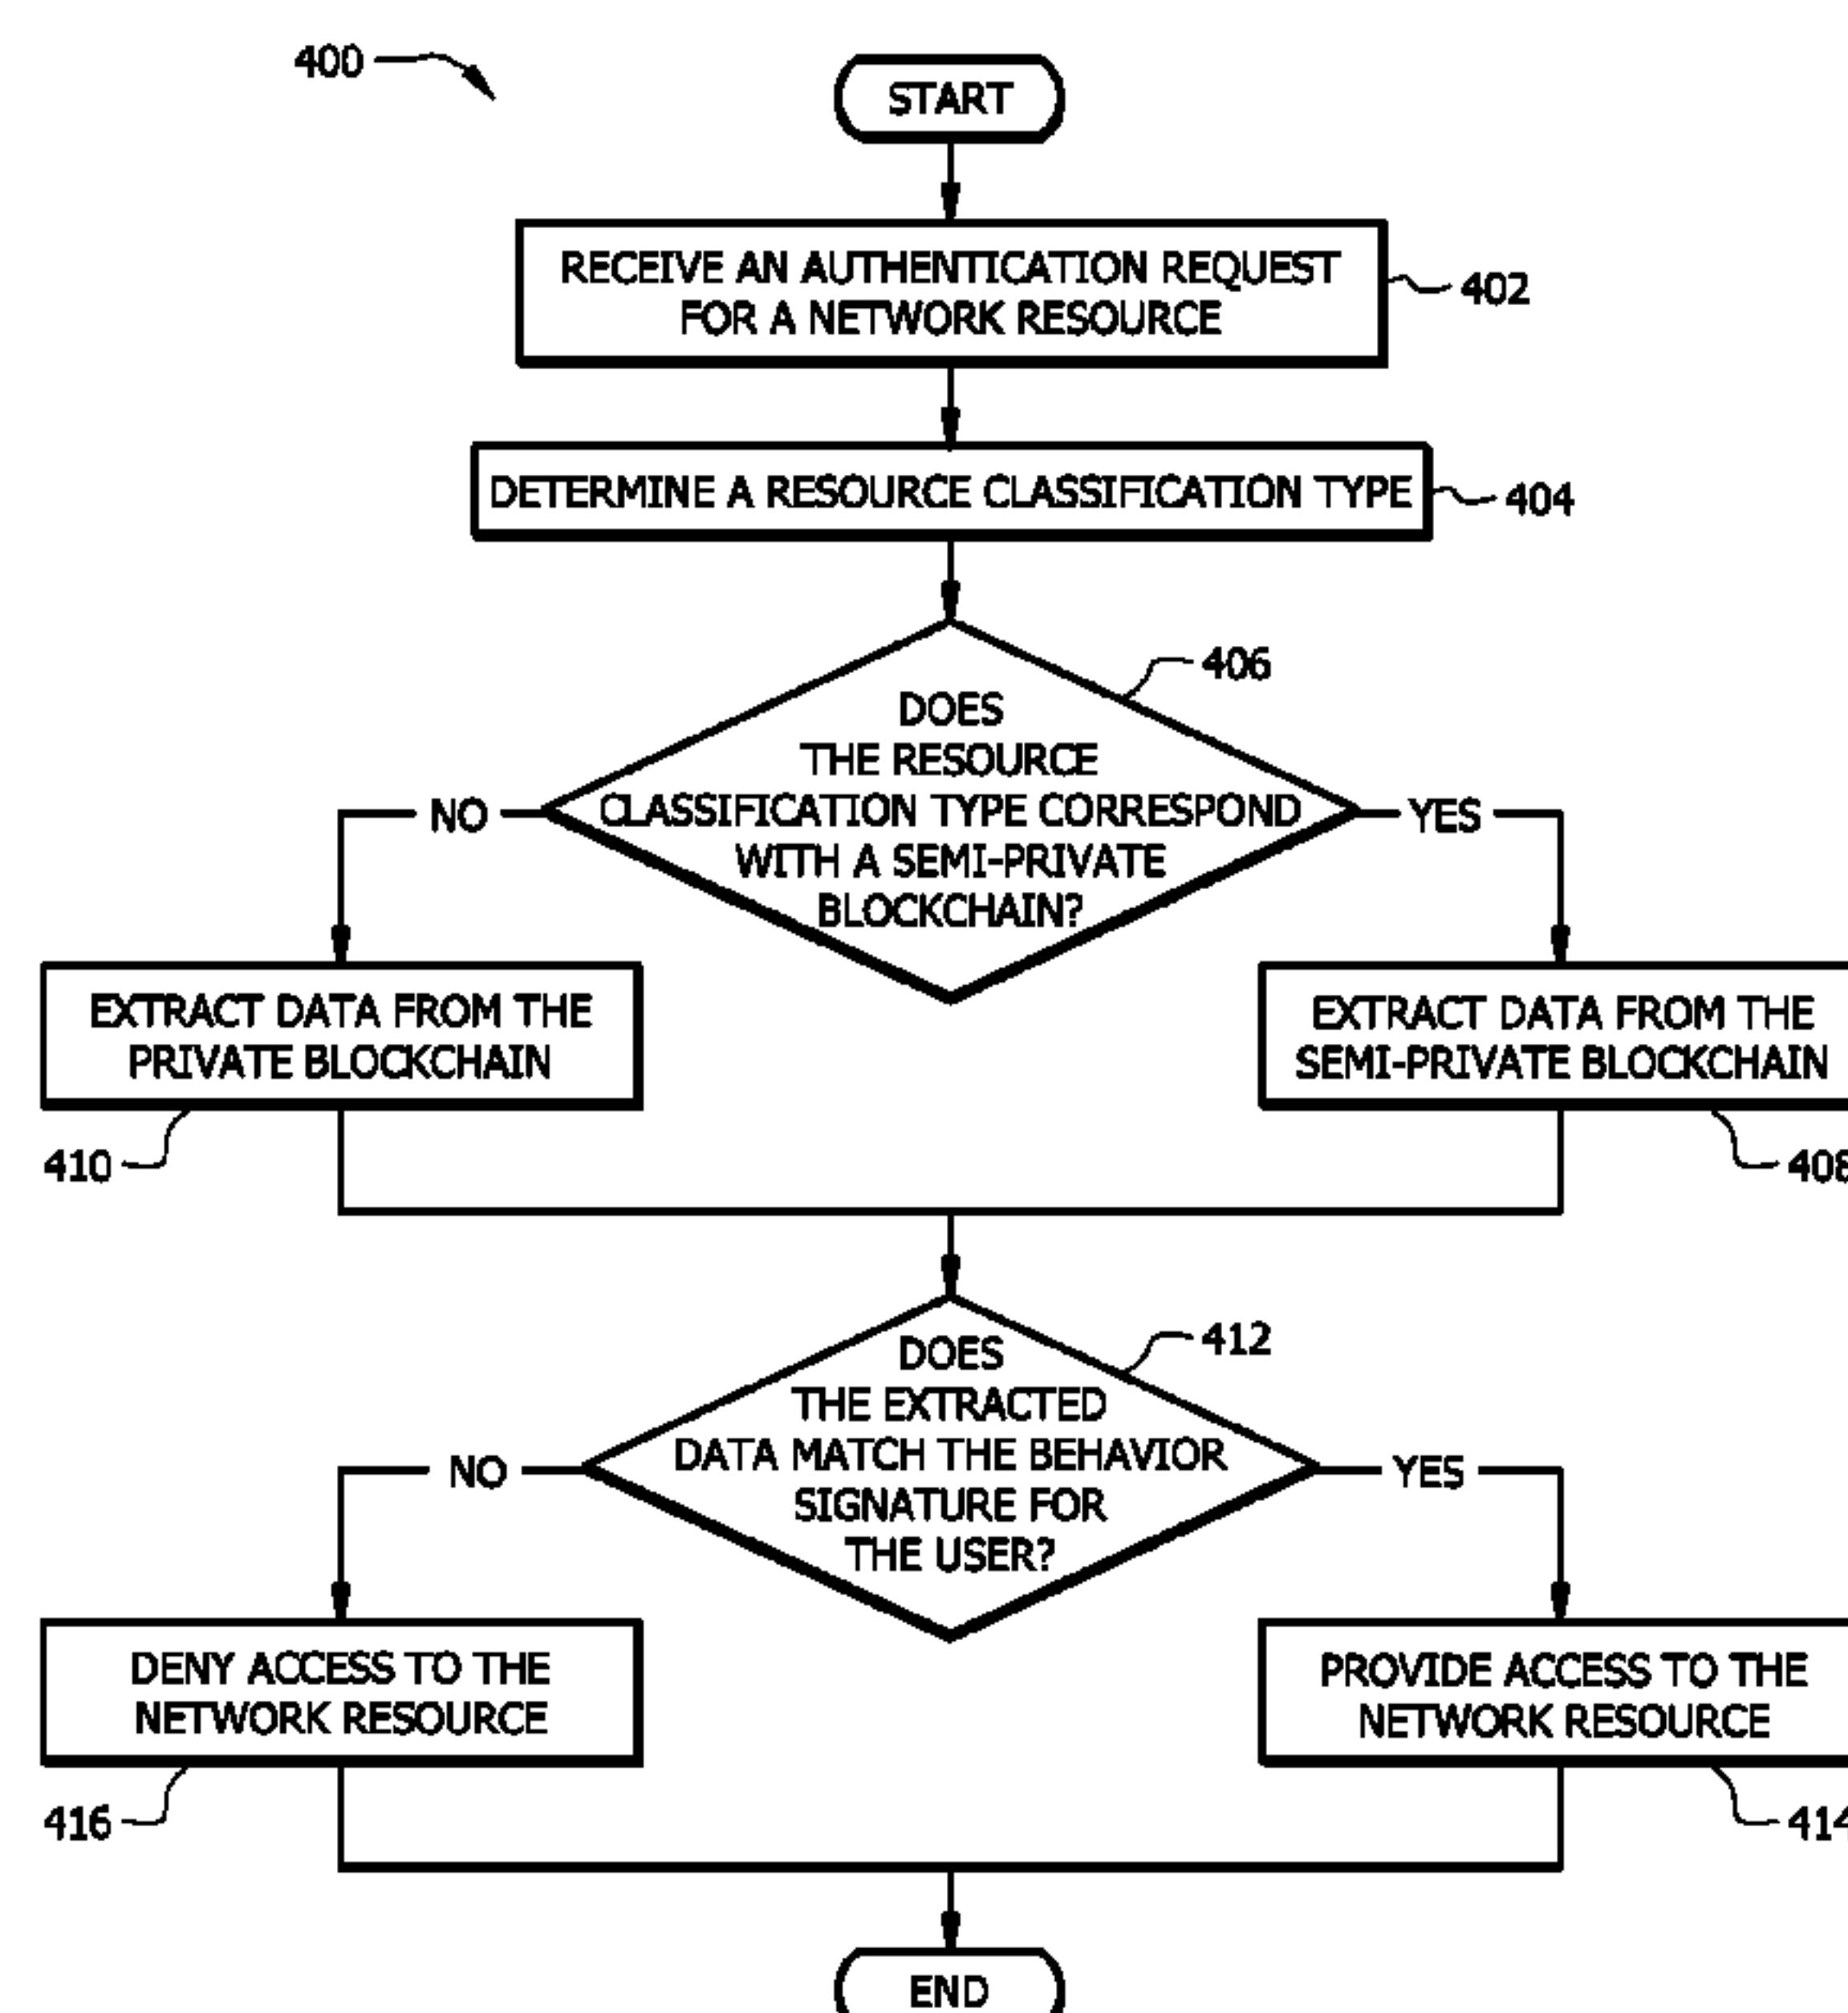 400
START
RECEIVE AN AUTHENTICATION REQUEST
FOR A NETWORK RESOURCE
402
DETERMINE A RESOURCE CLASSIFICATION TYPE
404
406
DOES
THE RESOURCE
CLASSIFICATION TYPE CORRESPOND
WITH A SEMI-PRIVATE
BLOCKCHAIN?
NO
YES
EXTRACT DATA FROM THE
PRIVATE BLOCKCHAIN
410
EXTRACT DATA FROM THE
SEMI-PRIVATE BLOCKCHAIN
408
412
DOES
THE EXTRACTED
DATA MATCH THE BEHAVIOR
SIGNATURE FOR
THE USER?
NO
YES
DENY ACCESS TO THE
NETWORK RESOURCE
416
PROVIDE ACCESS TO THE
NETWORK RESOURCE
414
END